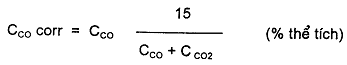 C_CO corr = C_CO 15 / (C_CO + C_CO2) (% thể tích)